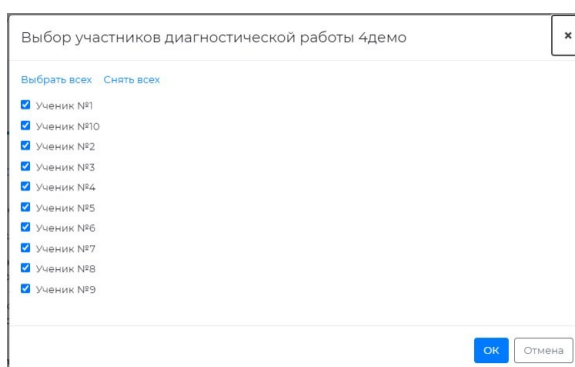 Выбор участников диагностической работы 4демо
×
Выбрать всех Снять всех
Ученик №1
Ученик №10
Ученик №2
Ученик №3
Ученик №4
Ученик №5
Ученик №6
Ученик №7
Ученик №8
Ученик №9
ОК Отмена